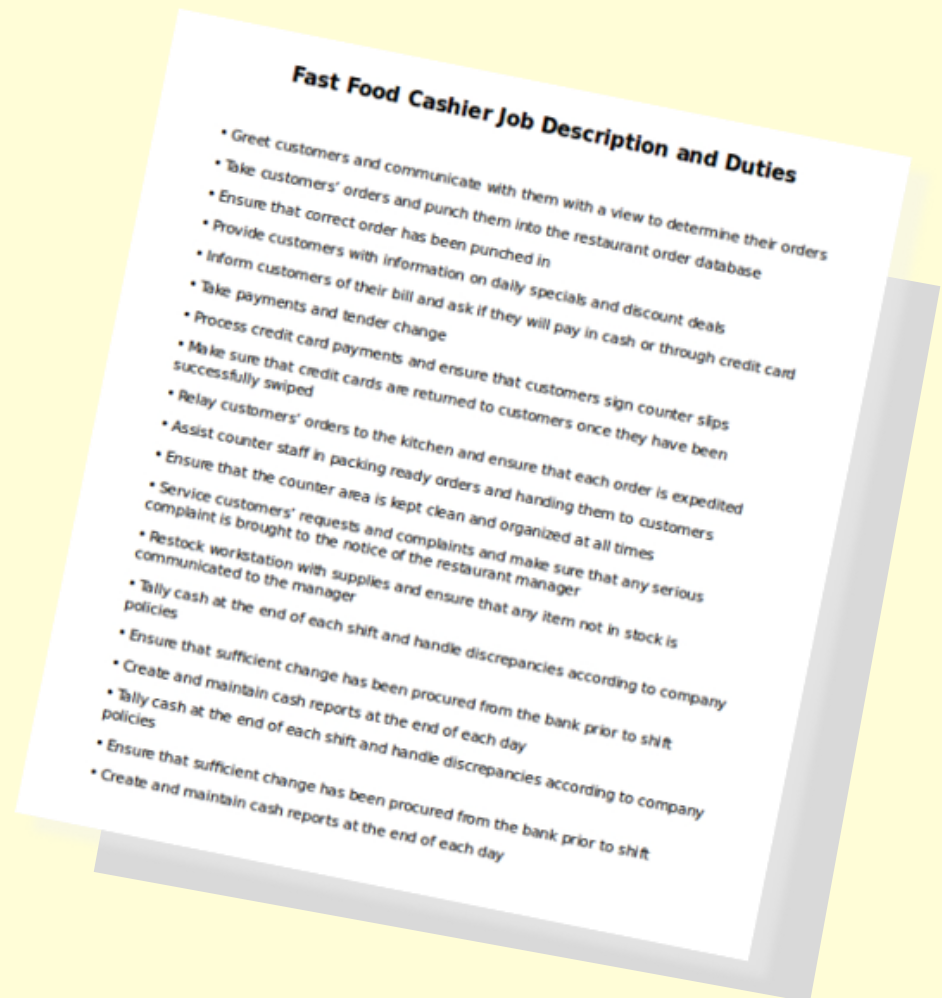 Fast Food Cashier Job Description and Duties
• Greet customers and communicate with them with a view to determine their orders
• Take customers' orders and punch them into the restaurant order database
• Ensure that correct order has been punched in
• Provide customers with information on daily specials and discount deals
• Inform customers of their bill and ask if they will pay in cash or through credit card
• Take payments and tender change
• Process credit card payments and ensure that customers sign counter slips
• Make sure that credit cards are returned to customers once they have been
successfully swiped
• Relay customers' orders to the kitchen and ensure that each order is expedited
• Assist counter staff in packing ready orders and handing them to customers
• Ensure that the counter area is kept clean and organized at all times
• Service customers' requests and complaints and make sure that any serious
complaint is brought to the notice of the restaurant manager
• Restock workstation with supplies and ensure that any item not in stock is
communicated to the manager
• Tally cash at the end of each shift and handle discrepancies according to company
policies
• Ensure that sufficient change has been procured from the bank prior to shift
• Create and maintain cash reports at the end of each day
• Tally cash at the end of each shift and handle discrepancies according to company
policies
• Ensure that sufficient change has been procured from the bank prior to shift
• Create and maintain cash reports at the end of each day